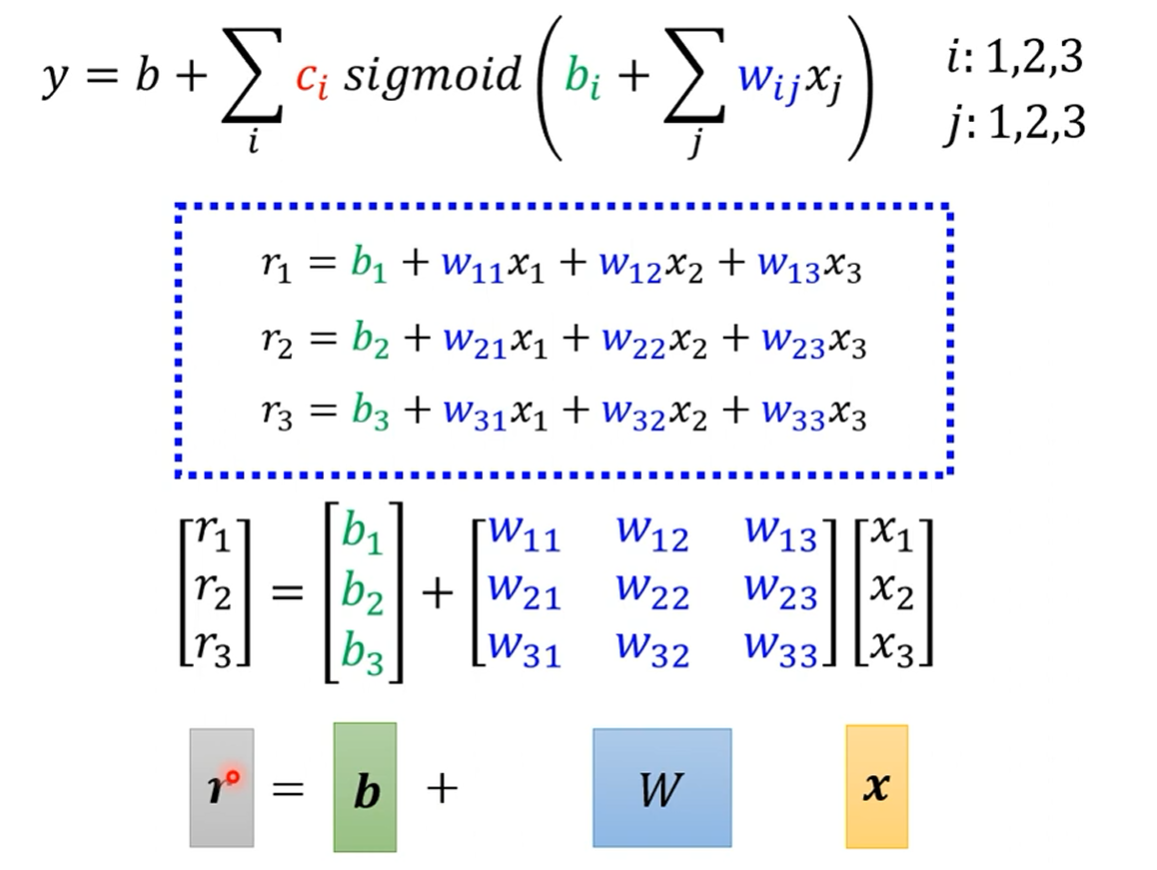 y = b + ∑_i c_i sigmoid ( b_i + ∑_j w_ij x_j )
i: 1,2,3
j: 1,2,3
r_1 = b_1 + w_11 x_1 + w_12 x_2 + w_13 x_3
r_2 = b_2 + w_21 x_1 + w_22 x_2 + w_23 x_3
r_3 = b_3 + w_31 x_1 + w_32 x_2 + w_33 x_3
[r_1] = [b_1] + [w_11 w_12 w_13] [x_1]
[r_2] [b_2] [w_21 w_22 w_23] [x_2]
[r_3] [b_3] [w_31 w_32 w_33] [x_3]
r = b + W x